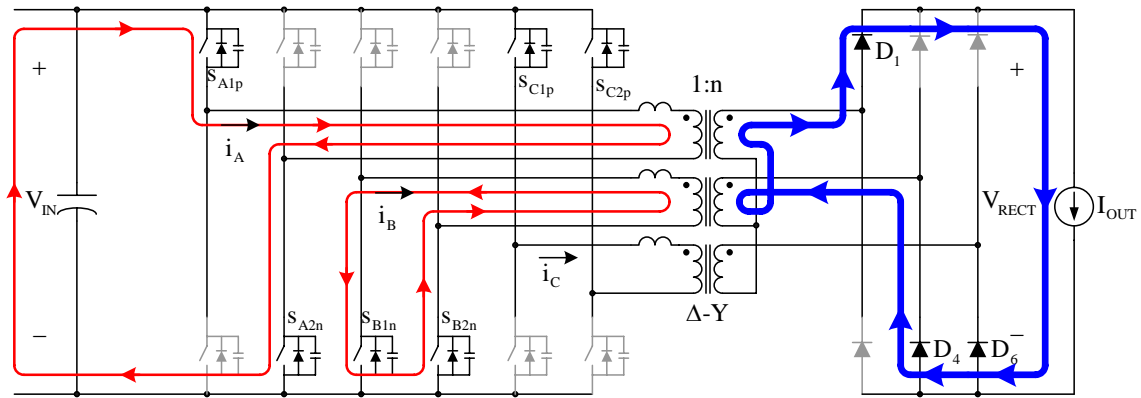 S_A1p
S_C1p
S_C2p
D_1
+
+
1:n
i_A
V_IN
i_B
V_RECT
I_OUT
i_C
Δ-Y
S_A2n
S_B1n
S_B2n
−
−
D_4
D_6